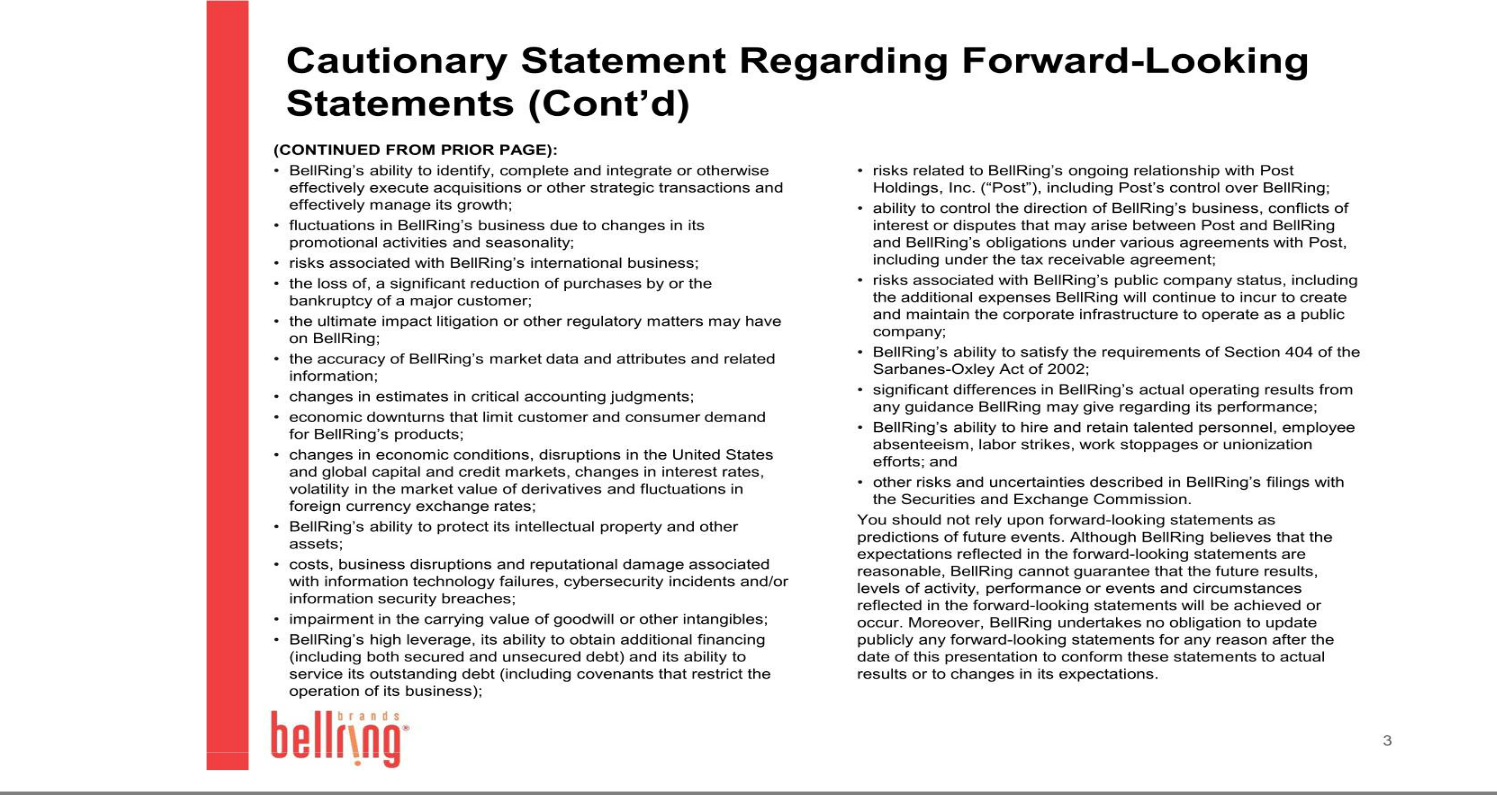 Cautionary Statement Regarding Forward-Looking
Statements (Cont’d)
(CONTINUED FROM PRIOR PAGE):
• BellRing’s ability to identify, complete and integrate or otherwise
effectively execute acquisitions or other strategic transactions and
effectively manage its growth;
• fluctuations in BellRing’s business due to changes in its
promotional activities and seasonality;
• risks associated with BellRing’s international business;
• the loss of, a significant reduction of purchases by or the
bankruptcy of a major customer;
• the ultimate impact litigation or other regulatory matters may have
on BellRing;
• the accuracy of BellRing’s market data and attributes and related
information;
• changes in estimates in critical accounting judgments;
• economic downturns that limit customer and consumer demand
for BellRing’s products;
• changes in economic conditions, disruptions in the United States
and global capital and credit markets, changes in interest rates,
volatility in the market value of derivatives and fluctuations in
foreign currency exchange rates;
• BellRing’s ability to protect its intellectual property and other
assets;
• costs, business disruptions and reputational damage associated
with information technology failures, cybersecurity incidents and/or
information security breaches;
• impairment in the carrying value of goodwill or other intangibles;
• BellRing’s high leverage, its ability to obtain additional financing
(including both secured and unsecured debt) and its ability to
service its outstanding debt (including covenants that restrict the
operation of its business);
• risks related to BellRing’s ongoing relationship with Post
Holdings, Inc. (“Post”), including Post’s control over BellRing;
• ability to control the direction of BellRing’s business, conflicts of
interest or disputes that may arise between Post and BellRing
and BellRing’s obligations under various agreements with Post,
including under the tax receivable agreement;
• risks associated with BellRing’s public company status, including
the additional expenses BellRing will continue to incur to create
and maintain the corporate infrastructure to operate as a public
company;
• BellRing’s ability to satisfy the requirements of Section 404 of the
Sarbanes-Oxley Act of 2002;
• significant differences in BellRing’s actual operating results from
any guidance BellRing may give regarding its performance;
• BellRing’s ability to hire and retain talented personnel, employee
absenteeism, labor strikes, work stoppages or unionization
efforts; and
• other risks and uncertainties described in BellRing’s filings with
the Securities and Exchange Commission.
You should not rely upon forward-looking statements as
predictions of future events. Although BellRing believes that the
expectations reflected in the forward-looking statements are
reasonable, BellRing cannot guarantee that the future results,
levels of activity, performance or events and circumstances
reflected in the forward-looking statements will be achieved or
occur. Moreover, BellRing undertakes no obligation to update
publicly any forward-looking statements for any reason after the
date of this presentation to conform these statements to actual
results or to changes in its expectations.
brands
bellring®
3